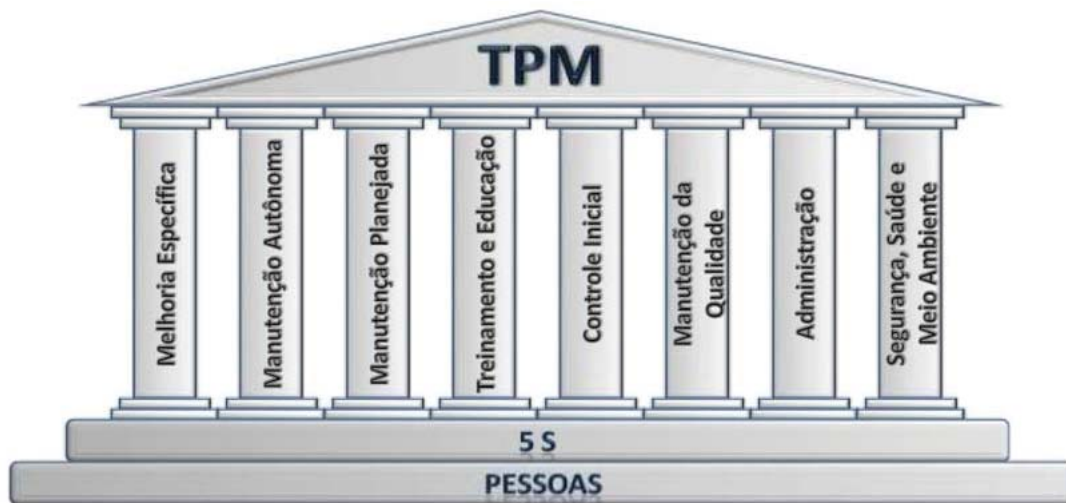 TPM
Melhoria Específica
Manutenção Autônoma
Manutenção Planejada
Treinamento e Educação
Controle Inicial
Manutenção da
Qualidade
Administração
Segurança, Saúde e
Meio Ambiente
5 S
PESSOAS